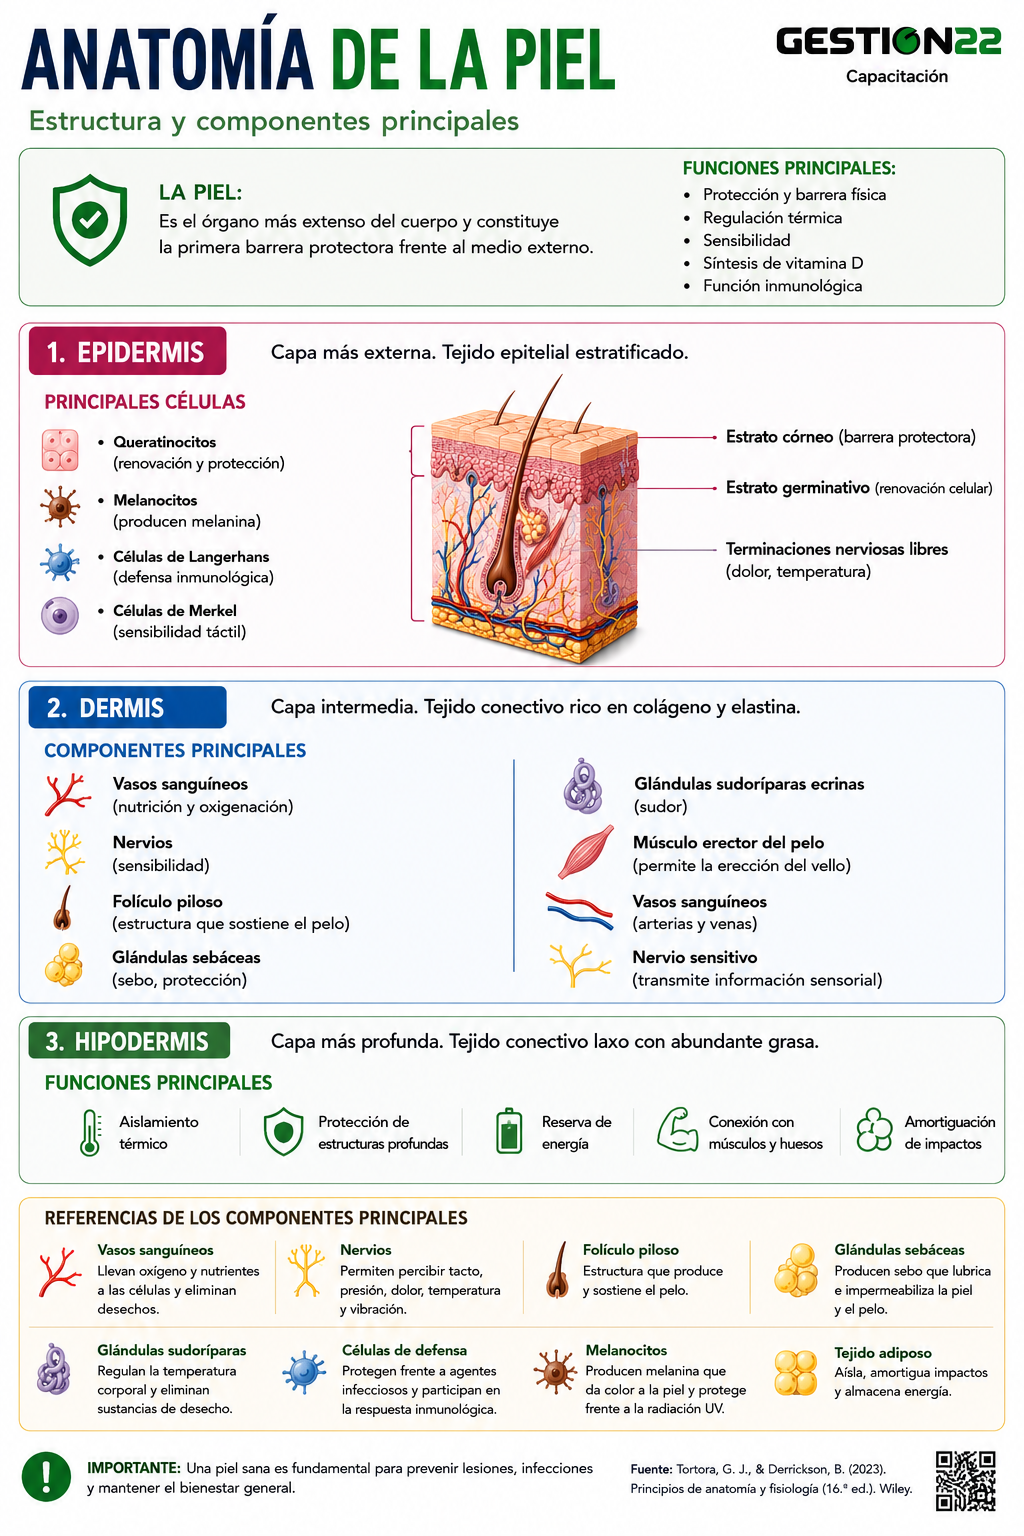 ANATOMÍA DE LA PIEL
GESTION22
Capacitación
Estructura y componentes principales
LA PIEL:
Es el órgano más extenso del cuerpo y constituye
la primera barrera protectora frente al medio externo.
FUNCIONES PRINCIPALES:
• Protección y barrera física
• Regulación térmica
• Sensibilidad
• Síntesis de vitamina D
• Función inmunológica
1. EPIDERMIS
Capa más externa. Tejido epitelial estratificado.
PRINCIPALES CÉLULAS
• Queratinocitos
(renovación y protección)
• Melanocitos
(producen melanina)
• Células de Langerhans
(defensa inmunológica)
• Células de Merkel
(sensibilidad táctil)
Estrato córneo (barrera protectora)
Estrato germinativo (renovación celular)
Terminaciones nerviosas libres
(dolor, temperatura)
2. DERMIS
Capa intermedia. Tejido conectivo rico en colágeno y elastina.
COMPONENTES PRINCIPALES
Vasos sanguíneos
(nutrición y oxigenación)
Nervios
(sensibilidad)
Folículo piloso
(estructura que sostiene el pelo)
Glándulas sebáceas
(sebo, protección)
Glándulas sudoríparas ecrinas
(sudor)
Músculo erector del pelo
(permite la erección del vello)
Vasos sanguíneos
(arterias y venas)
Nervio sensitivo
(transmite información sensorial)
3. HIPODERMIS
Capa más profunda. Tejido conectivo laxo con abundante grasa.
FUNCIONES PRINCIPALES
Aislamiento
térmico
Protección de
estructuras profundas
Reserva de
energía
Conexión con
músculos y huesos
Amortiguación
de impactos
REFERENCIAS DE LOS COMPONENTES PRINCIPALES
Vasos sanguíneos
Llevan oxígeno y nutrientes
a las células y eliminan
desechos.
Nervios
Permiten percibir tacto,
presión, dolor, temperatura
y vibración.
Folículo piloso
Estructura que produce
y sostiene el pelo.
Glándulas sebáceas
Producen sebo que lubrica
e impermeabiliza la piel
y el pelo.
Glándulas sudoríparas
Regulan la temperatura
corporal y eliminan
sustancias de desecho.
Células de defensa
Protegen frente a agentes
infecciosos y participan en
la respuesta inmunológica.
Melanocitos
Producen melanina que
da color a la piel y protege
frente a la radiación UV.
Tejido adiposo
Aísla, amortigua impactos
y almacena energía.
IMPORTANTE: Una piel sana es fundamental para prevenir lesiones, infecciones
y mantener el bienestar general.
Fuente: Tortora, G. J., & Derrickson, B. (2023).
Principios de anatomía y fisiología (16.ª ed.). Wiley.